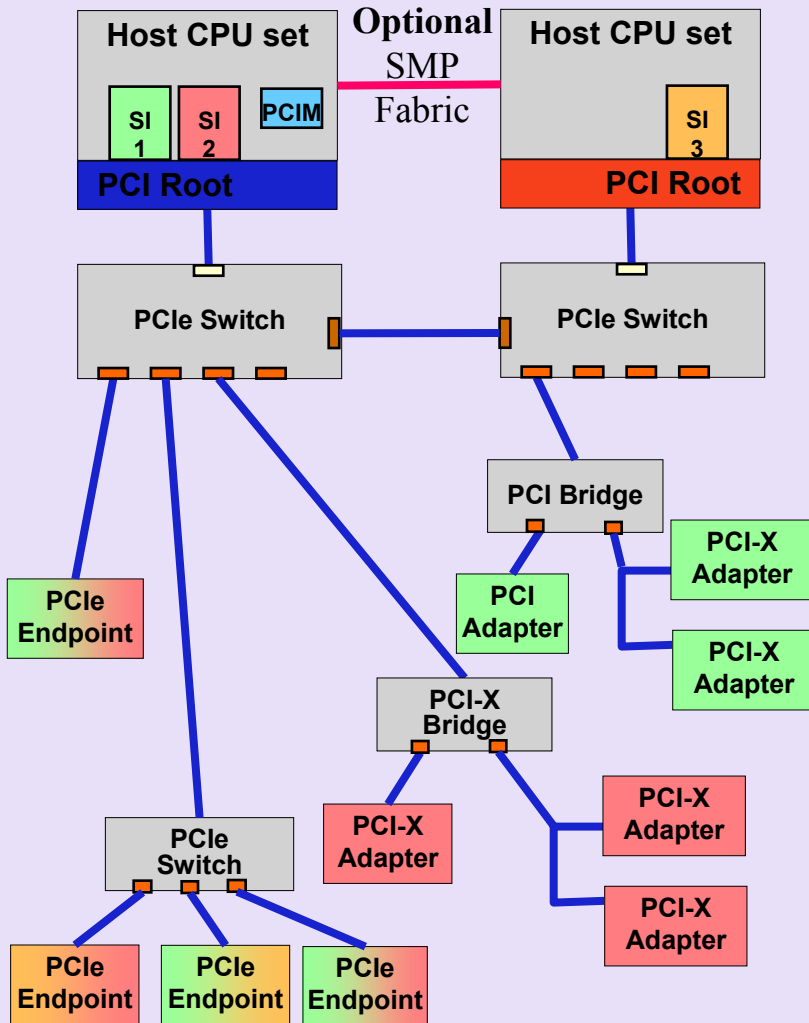 Host CPU set
Optional
SMP
Fabric
Host CPU set
SI
1
SI
2
PCIM
SI
3
PCI Root
PCI Root
PCIe Switch
PCIe Switch
PCI Bridge
PCI-X
Adapter
PCI
Adapter
PCIe
Endpoint
PCI-X
Adapter
PCI-X
Bridge
PCI-X
Adapter
PCI-X
Adapter
PCIe
Switch
PCI-X
Adapter
PCIe
Endpoint
PCIe
Endpoint
PCIe
Endpoint